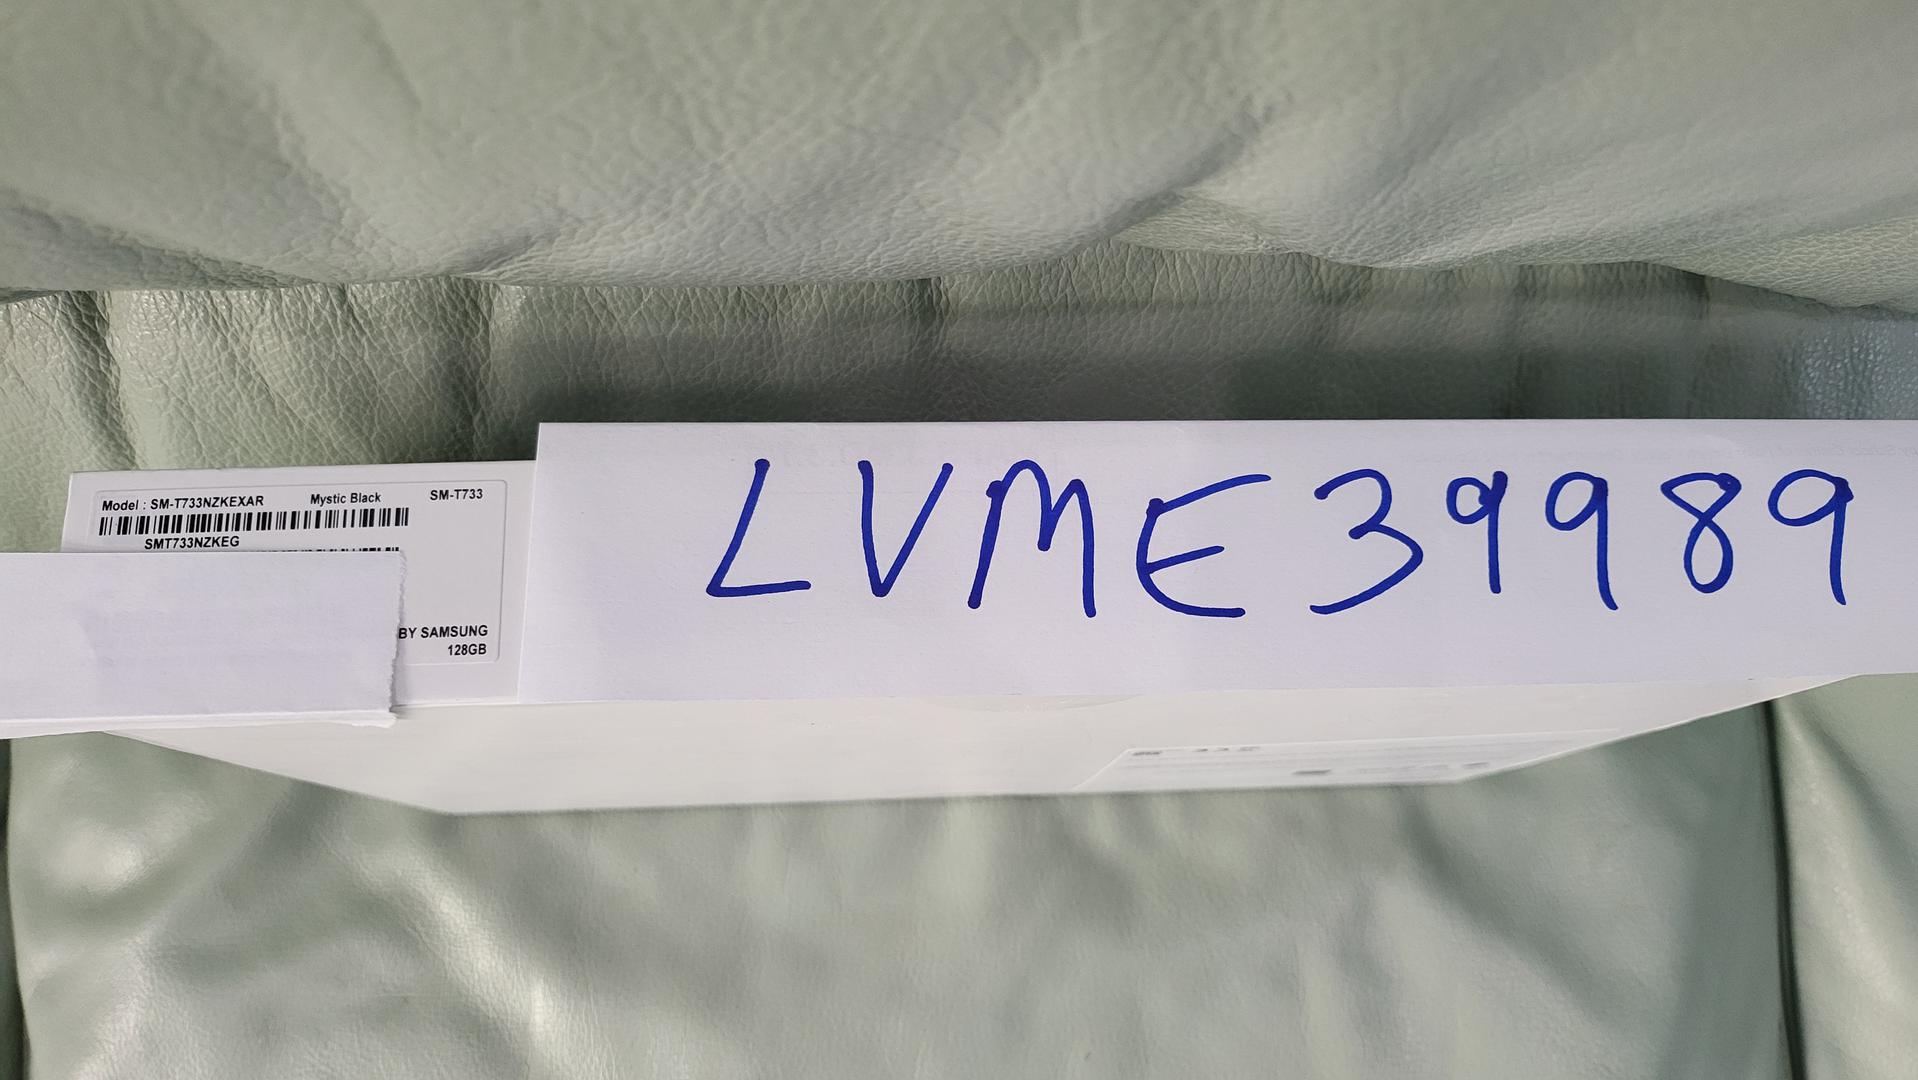 Model : SM-T733NZKEXAR Mystic Black SM-T733
SMT733NZKEG
BY SAMSUNG
128GB
LVME39989